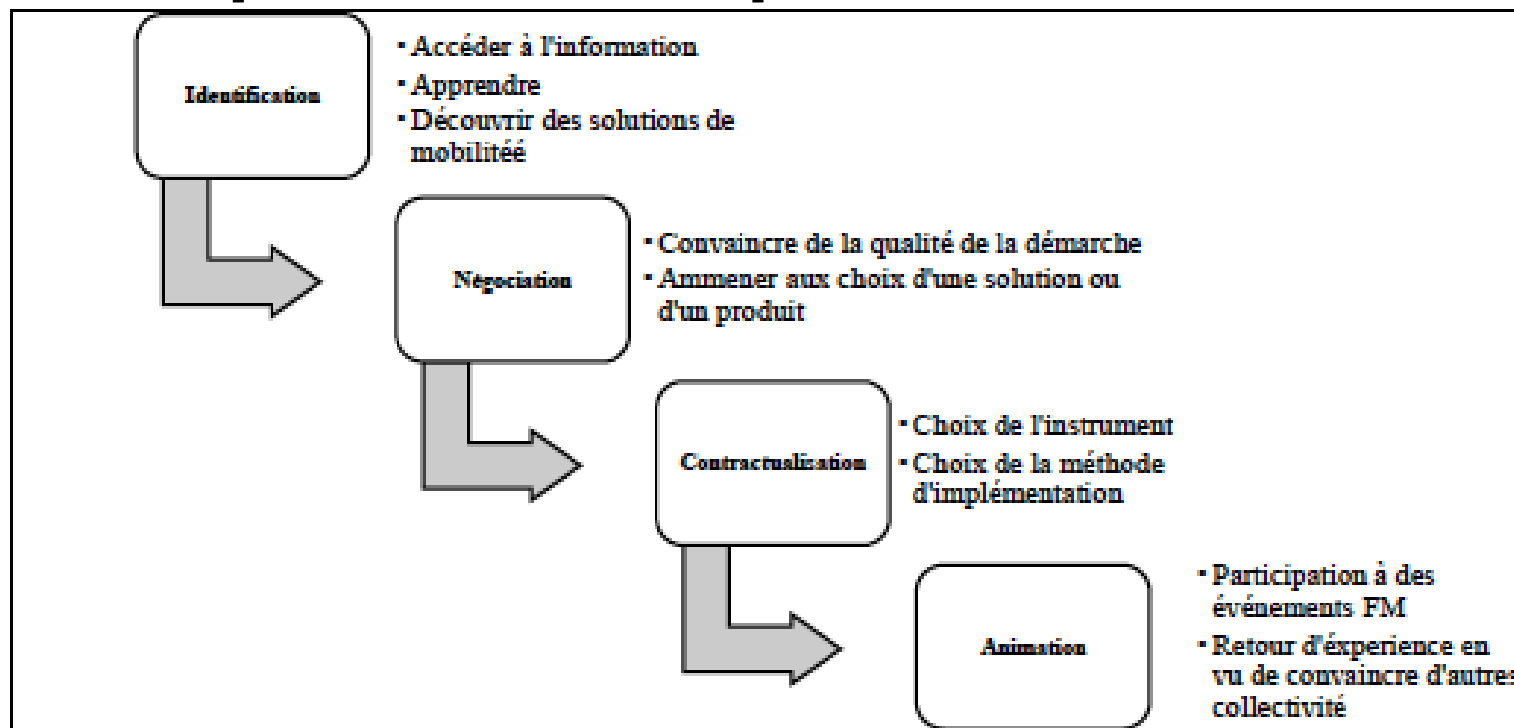 Identification
▪ Accéder à l'information
▪ Apprendre
▪ Découvrir des solutions de
mobilitéé
Négociation
▪ Convaincre de la qualité de la démarche
▪ Ammener aux choix d'une solution ou
d'un produit
Contractualisation
▪ Choix de l'instrument
▪ Choix de la méthode
d'implémentation
Animation
▪ Participation à des
événements FM
▪ Retour d'éxperience en
vu de convaincre d'autres
collectivité